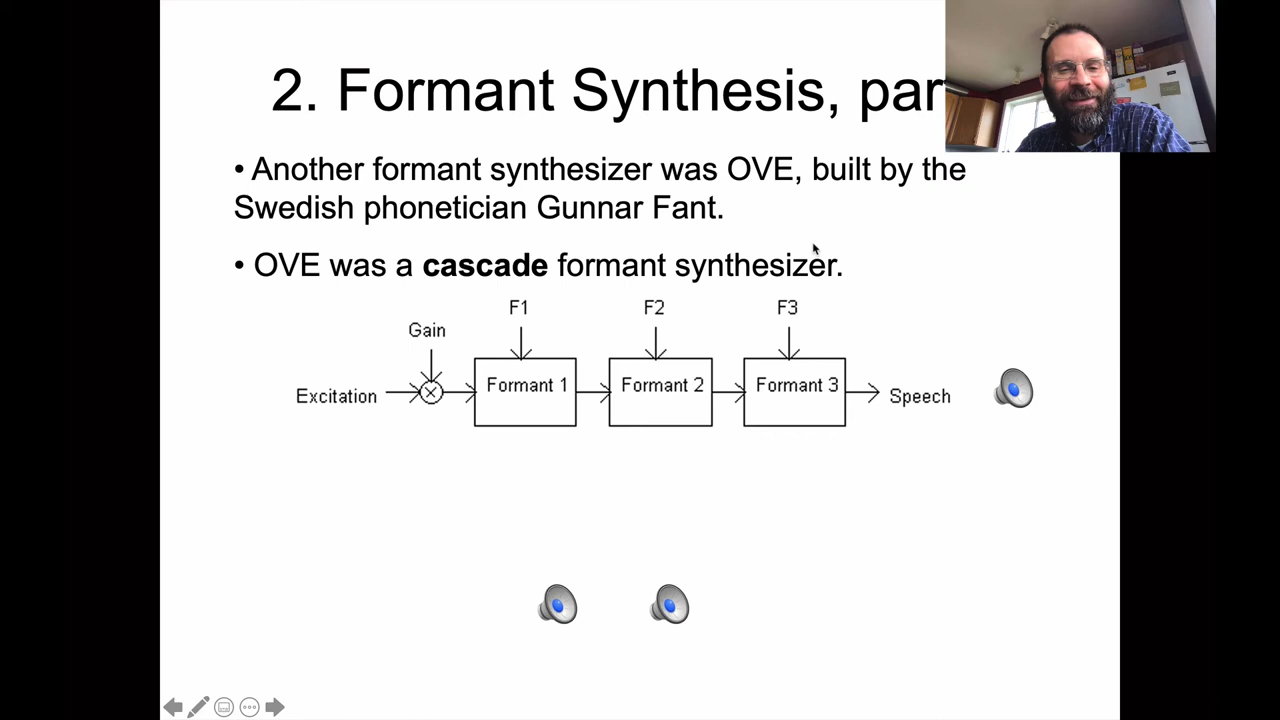 2. Formant Synthesis, par
• Another formant synthesizer was OVE, built by the
Swedish phonetician Gunnar Fant.
• OVE was a cascade formant synthesizer.
F1 F2 F3
Gain
Formant 1 Formant 2 Formant 3
Excitation Speech